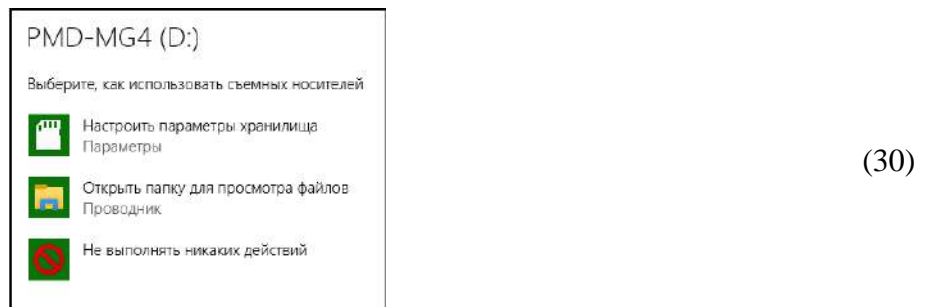 PMD-MG4 (D:)
Выберите, как использовать съемных носителей
Настроить параметры хранилища
Параметры
(30)
Открыть папку для просмотра файлов
Проводник
Не выполнять никаких действий